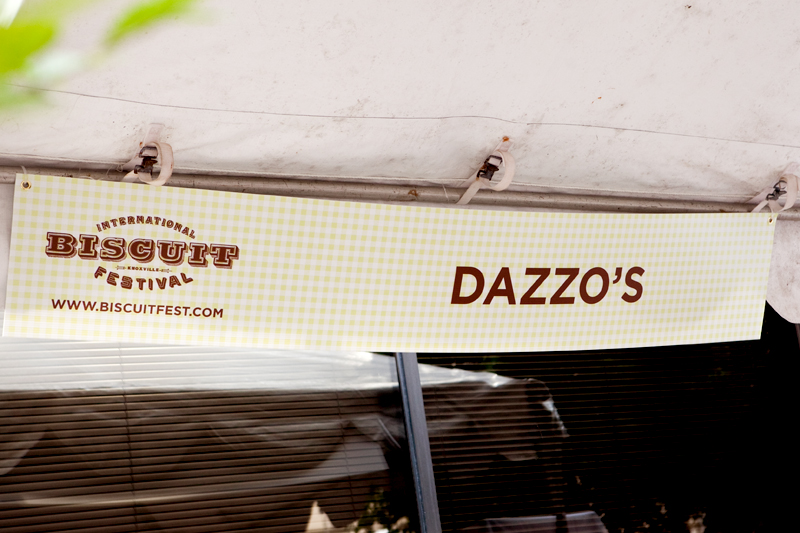 INTERNATIONAL
BISCUIT
KNOXVILLE
FESTIVAL
WWW.BISCUITFEST.COM
DAZZO'S